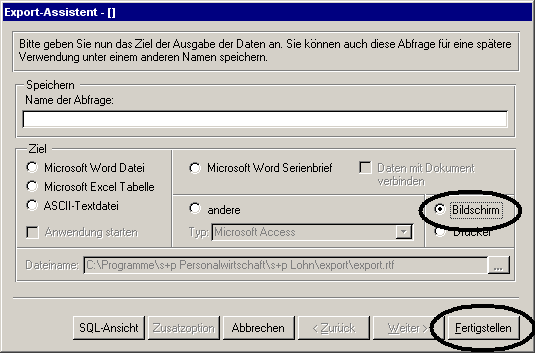 Export-Assistent - []
Bitte geben Sie nun das Ziel der Ausgabe der Daten an. Sie können auch diese Abfrage für eine spätere
Verwendung unter einem anderen Namen speichern.
Speichern
Name der Abfrage:
Ziel
Microsoft Word Datei
Microsoft Word Serienbrief
Daten mit Dokument
verbinden
Microsoft Excel Tabelle
ASCII-Textdatei
andere
Bildschirm
Anwendung starten
Typ:
Microsoft Access
Drucker
Dateiname:
C:\Programme\s+p Personalwirtschaft\s+p Lohn\export\export.rtf
...
SQL-Ansicht
Zusatzoption
Abbrechen
< Zurück
Weiter >
Fertigstellen